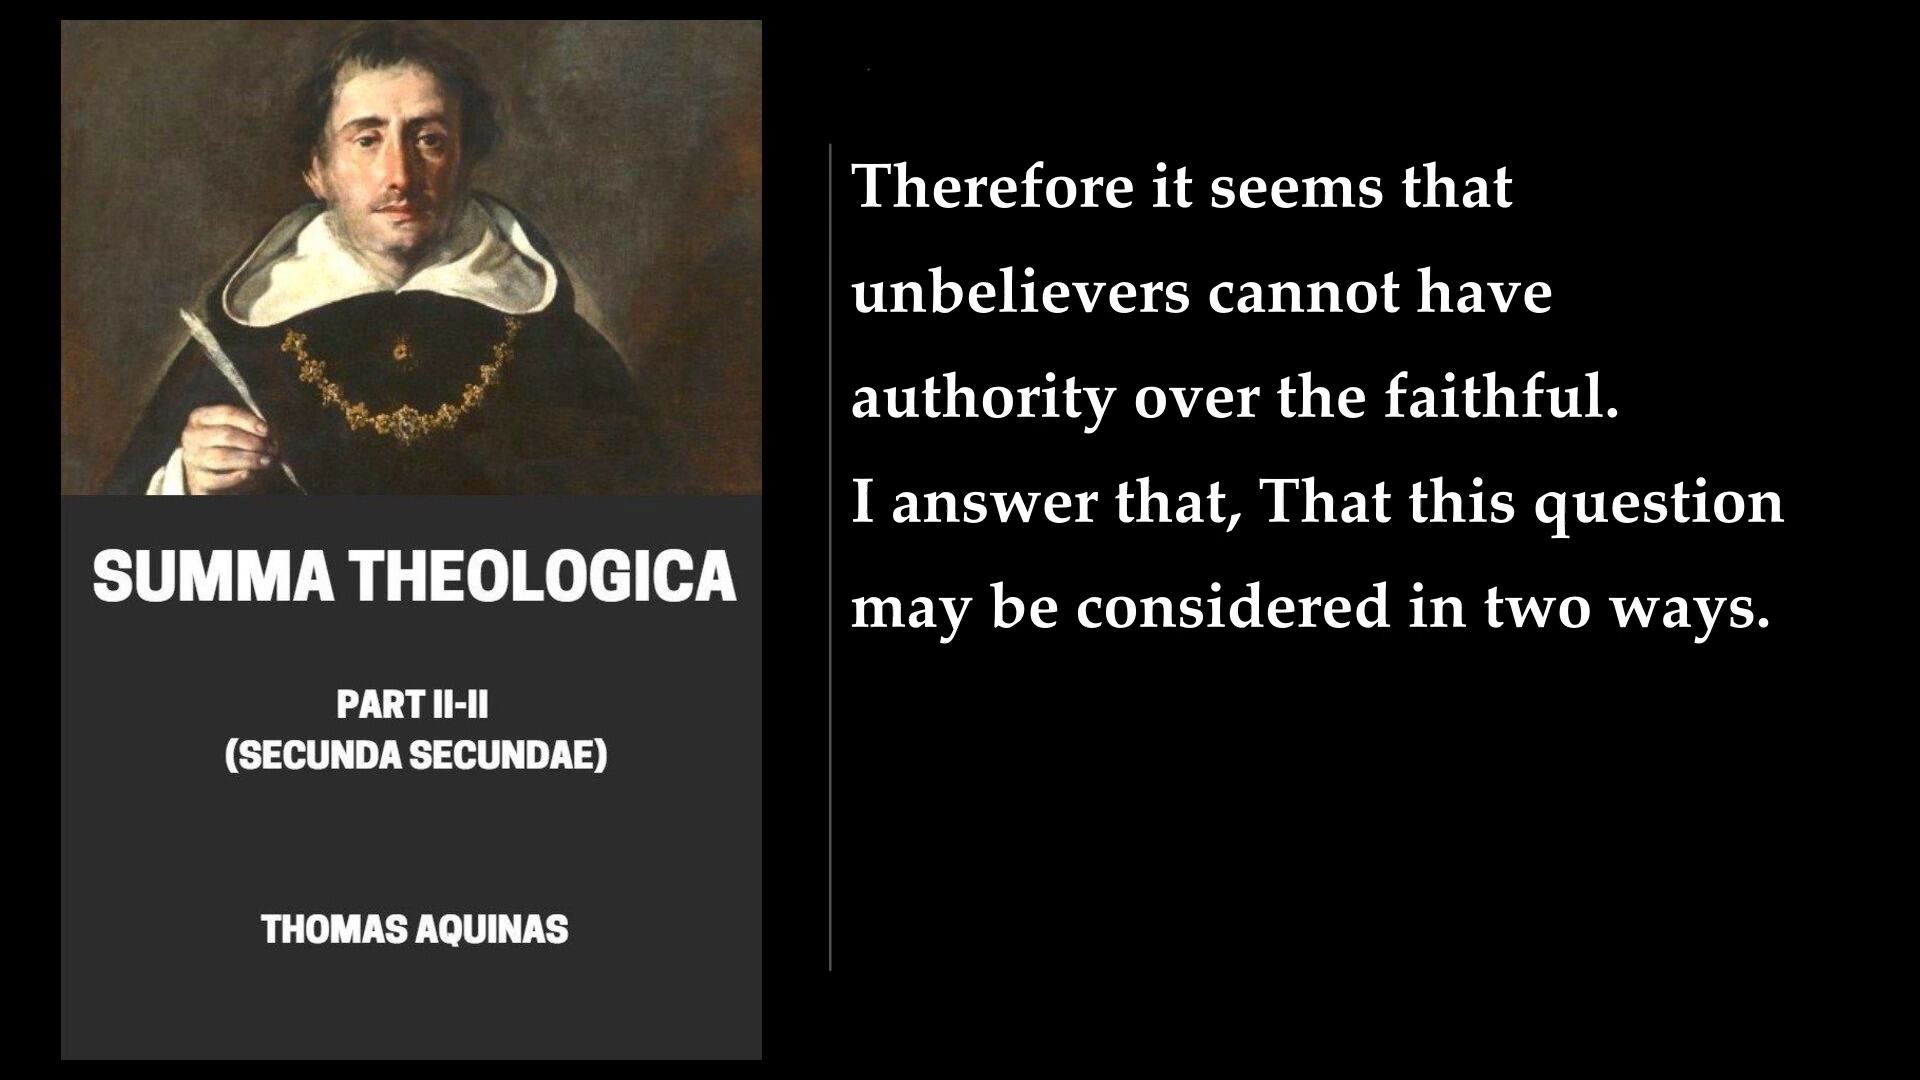 SUMMA THEOLOGICA
PART II-II
(SECUNDA SECUNDAE)
THOMAS AQUINAS
Therefore it seems that
unbelievers cannot have
authority over the faithful.
I answer that, That this question
may be considered in two ways.